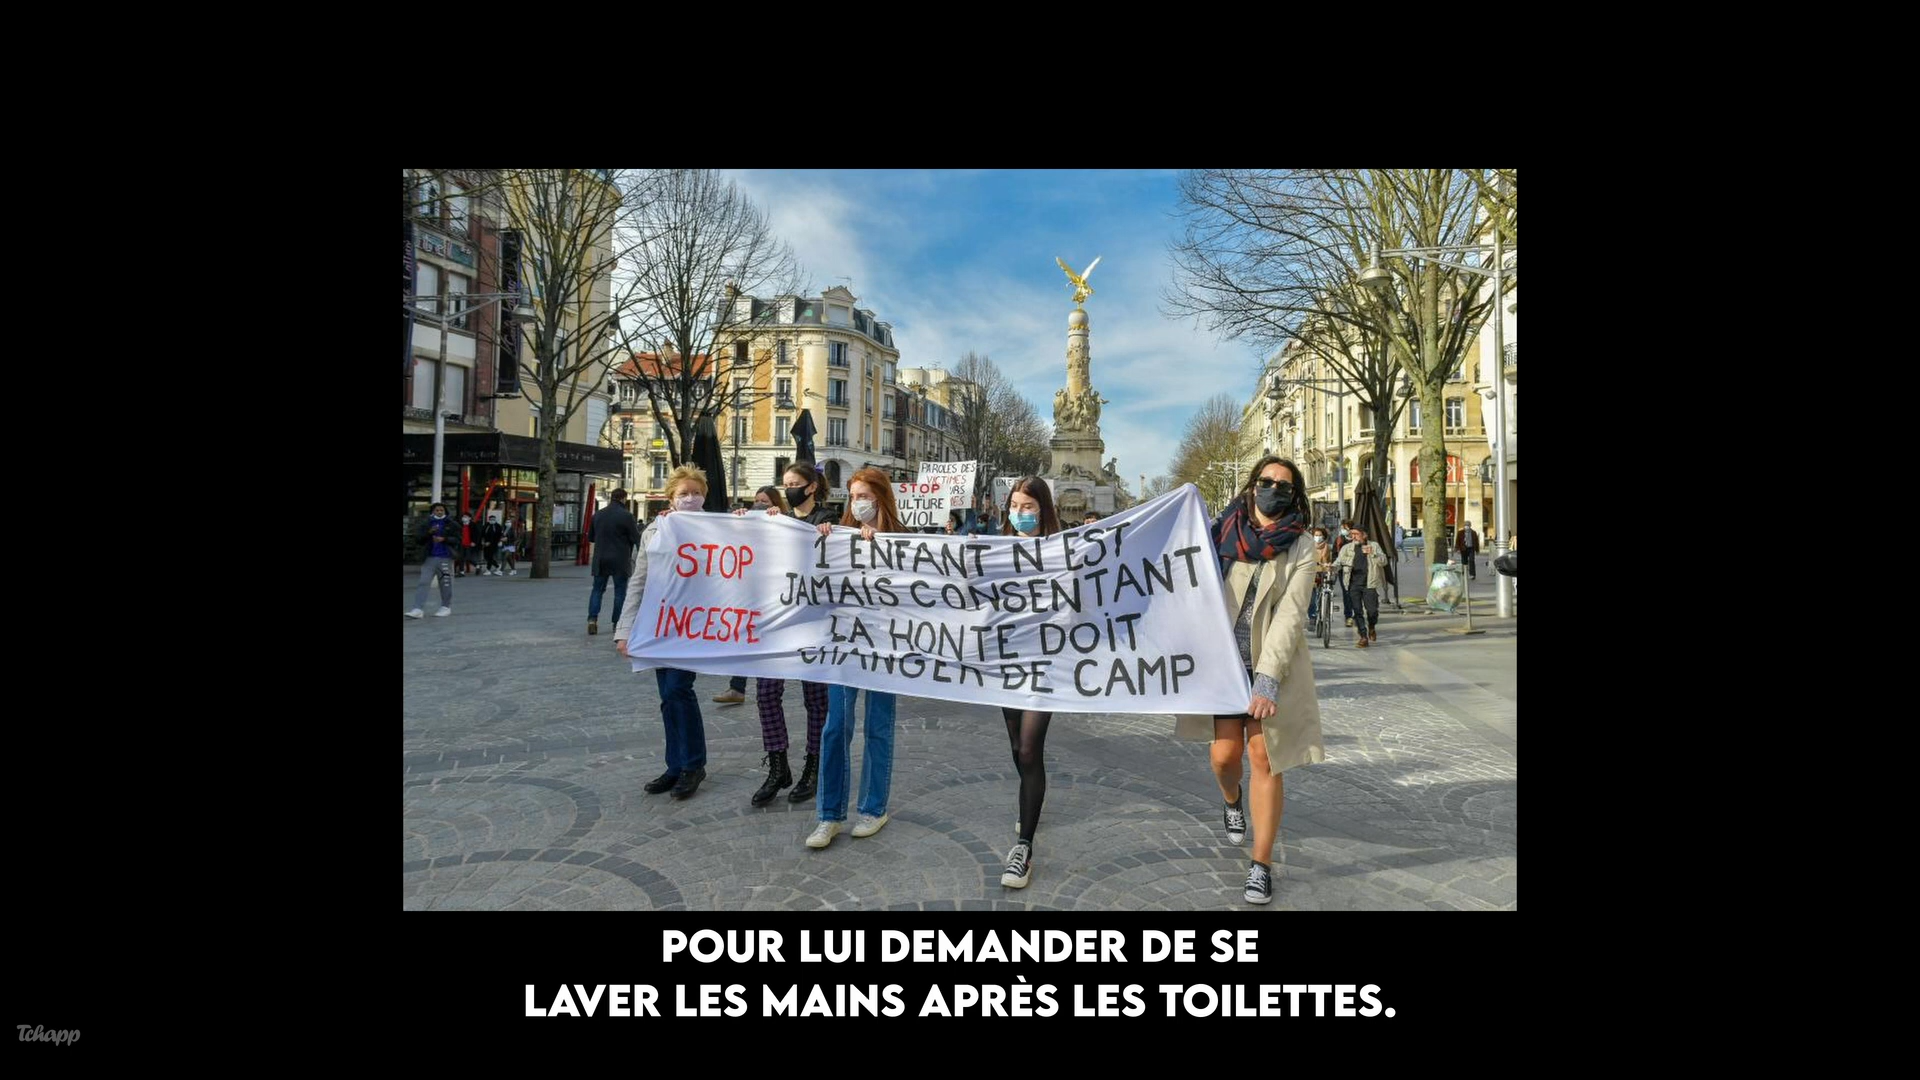 PAROLES DES
VICTIMES
STOP
CULTURE
VIOL
STOP
INCESTE
1 ENFANT N EST
JAMAIS CONSENTANT
LA HONTE DOIT
CHANGER DE CAMP
POUR LUI DEMANDER DE SE
LAVER LES MAINS APRÈS LES TOILETTES.
Tchapp